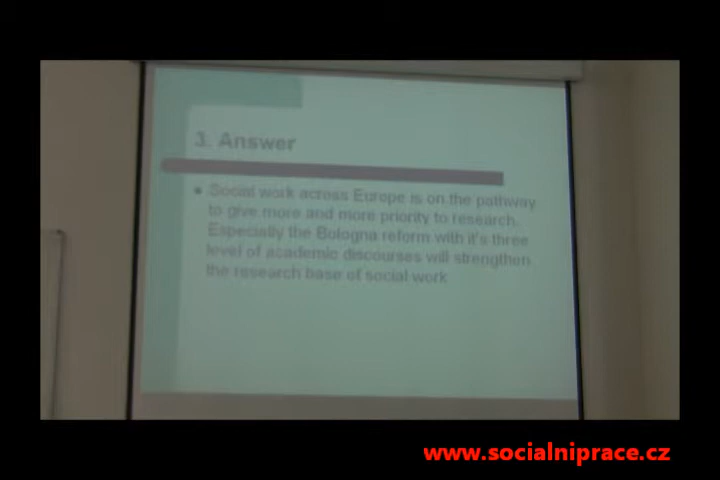 3. Answer
Social work across Europe is on the pathway
to give more and more priority to research.
Especially the Bologna reform with it's three
level of academic discourses will strengthen
the research base of social work
www.socialniprace.cz